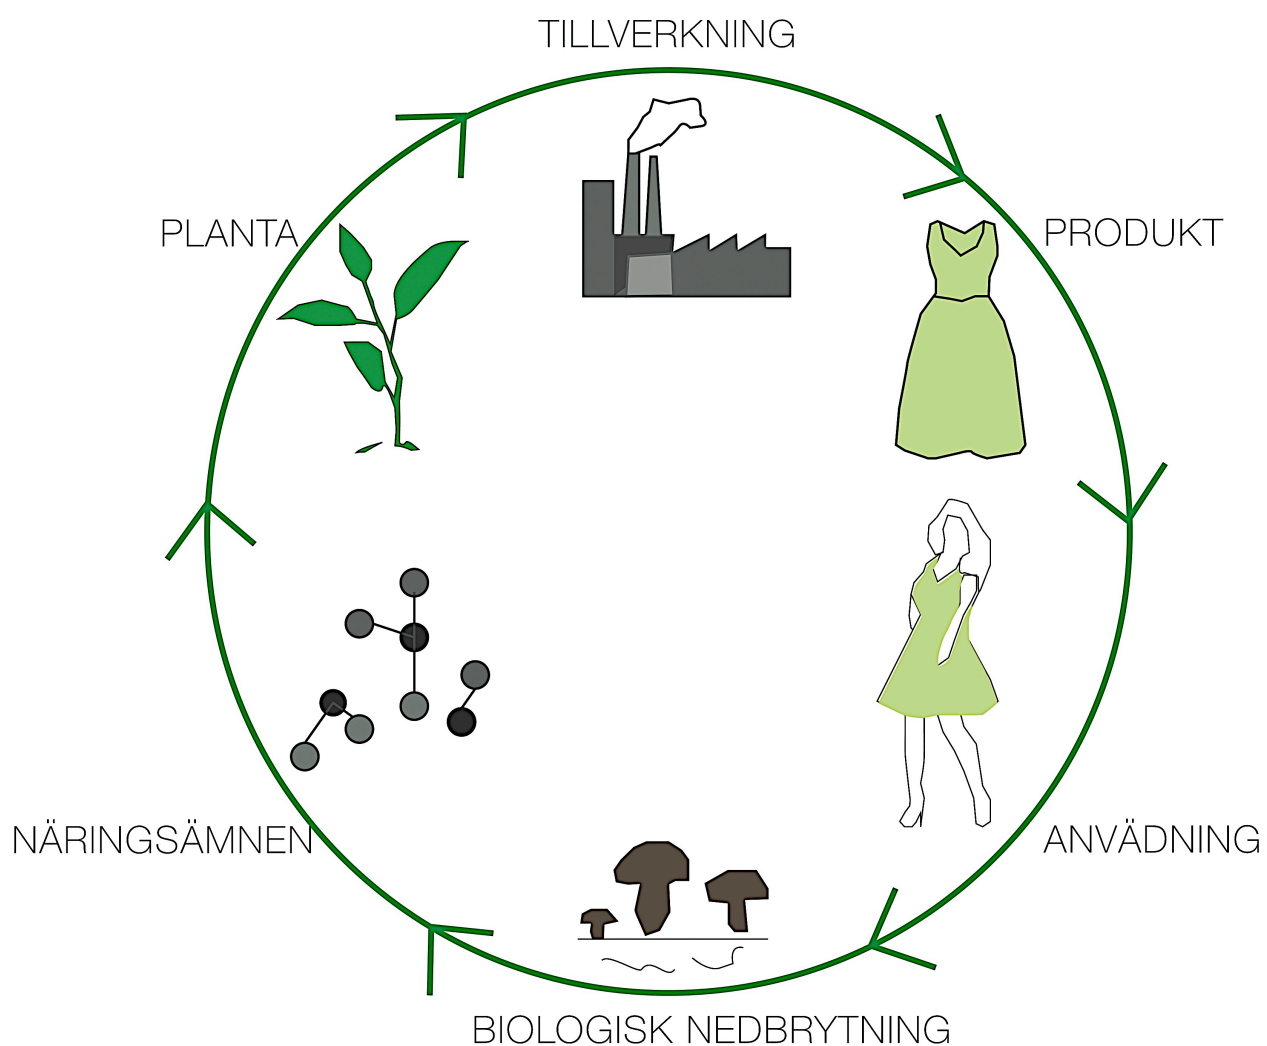 TILLVERKNING
PLANTA
PRODUKT
NÄRINGSÄMNEN
ANVÄDNING
BIOLOGISK NEDBRYTNING